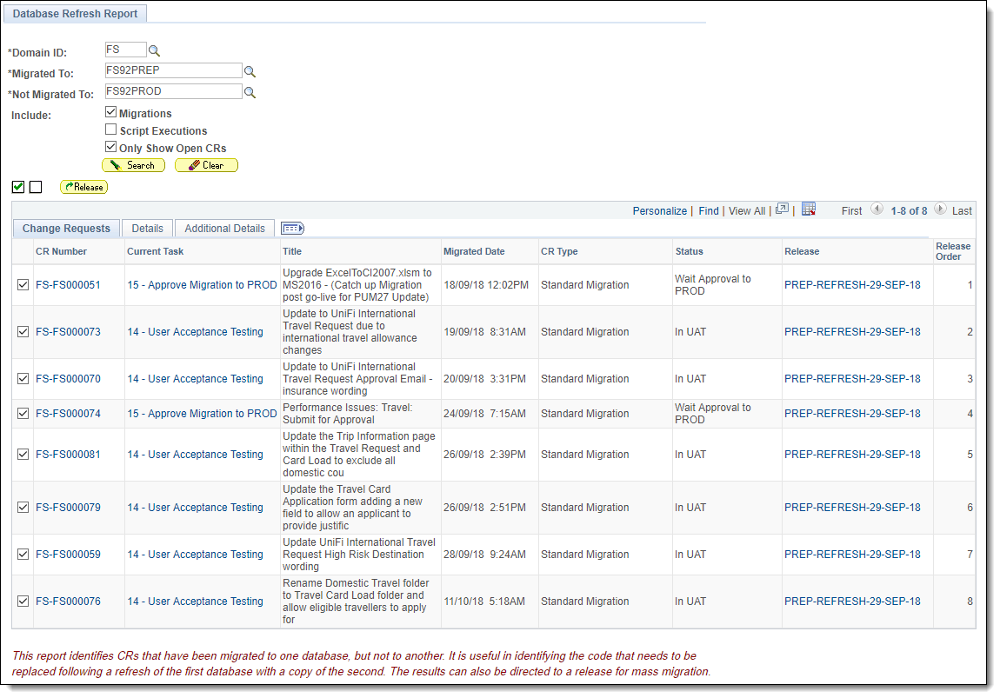 Database Refresh Report
*Domain ID: FS
*Migrated To: FS92PREP
*Not Migrated To: FS92PROD
Include: Migrations
Script Executions
Only Show Open CRs
Search Clear
Release
Personalize | Find | View All | | First 1-8 of 8 Last
Change Requests Details Additional Details
CR Number Current Task Title Migrated Date CR Type Status Release Release
Order
FS-FS000051 15 - Approve Migration to PROD Upgrade ExcelToCI2007.xlsm to
MS2016 - (Catch up Migration
post go-live for PUM27 Update) 18/09/18 12:02PM Standard Migration Wait Approval to
PROD PREP-REFRESH-29-SEP-18 1
FS-FS000073 14 - User Acceptance Testing Update to UniFi International
Travel Request due to
international travel allowance
changes 19/09/18 8:31AM Standard Migration In UAT PREP-REFRESH-29-SEP-18 2
FS-FS000070 14 - User Acceptance Testing Update to UniFi International
Travel Request Approval Email -
insurance wording 20/09/18 3:31PM Standard Migration In UAT PREP-REFRESH-29-SEP-18 3
FS-FS000074 15 - Approve Migration to PROD Performance Issues: Travel:
Submit for Approval 24/09/18 7:15AM Standard Migration Wait Approval to
PROD PREP-REFRESH-29-SEP-18 4
FS-FS000081 14 - User Acceptance Testing Update the Trip Information page
within the Travel Request and
Card Load to exclude all
domestic cou 26/09/18 2:39PM Standard Migration In UAT PREP-REFRESH-29-SEP-18 5
FS-FS000079 14 - User Acceptance Testing Update the Travel Card
Application form adding a new
field to allow an applicant to
provide justific 26/09/18 2:51PM Standard Migration In UAT PREP-REFRESH-29-SEP-18 6
FS-FS000059 14 - User Acceptance Testing Update UniFi International Travel
Request High Risk Destination
wording 28/09/18 9:24AM Standard Migration In UAT PREP-REFRESH-29-SEP-18 7
FS-FS000076 14 - User Acceptance Testing Rename Domestic Travel folder
to Travel Card Load folder and
allow eligible travellers to apply
for 11/10/18 5:18AM Standard Migration In UAT PREP-REFRESH-29-SEP-18 8
This report identifies CRs that have been migrated to one database, but not to another. It is useful in identifying the code that needs to be
replaced following a refresh of the first database with a copy of the second. The results can also be directed to a release for mass migration.